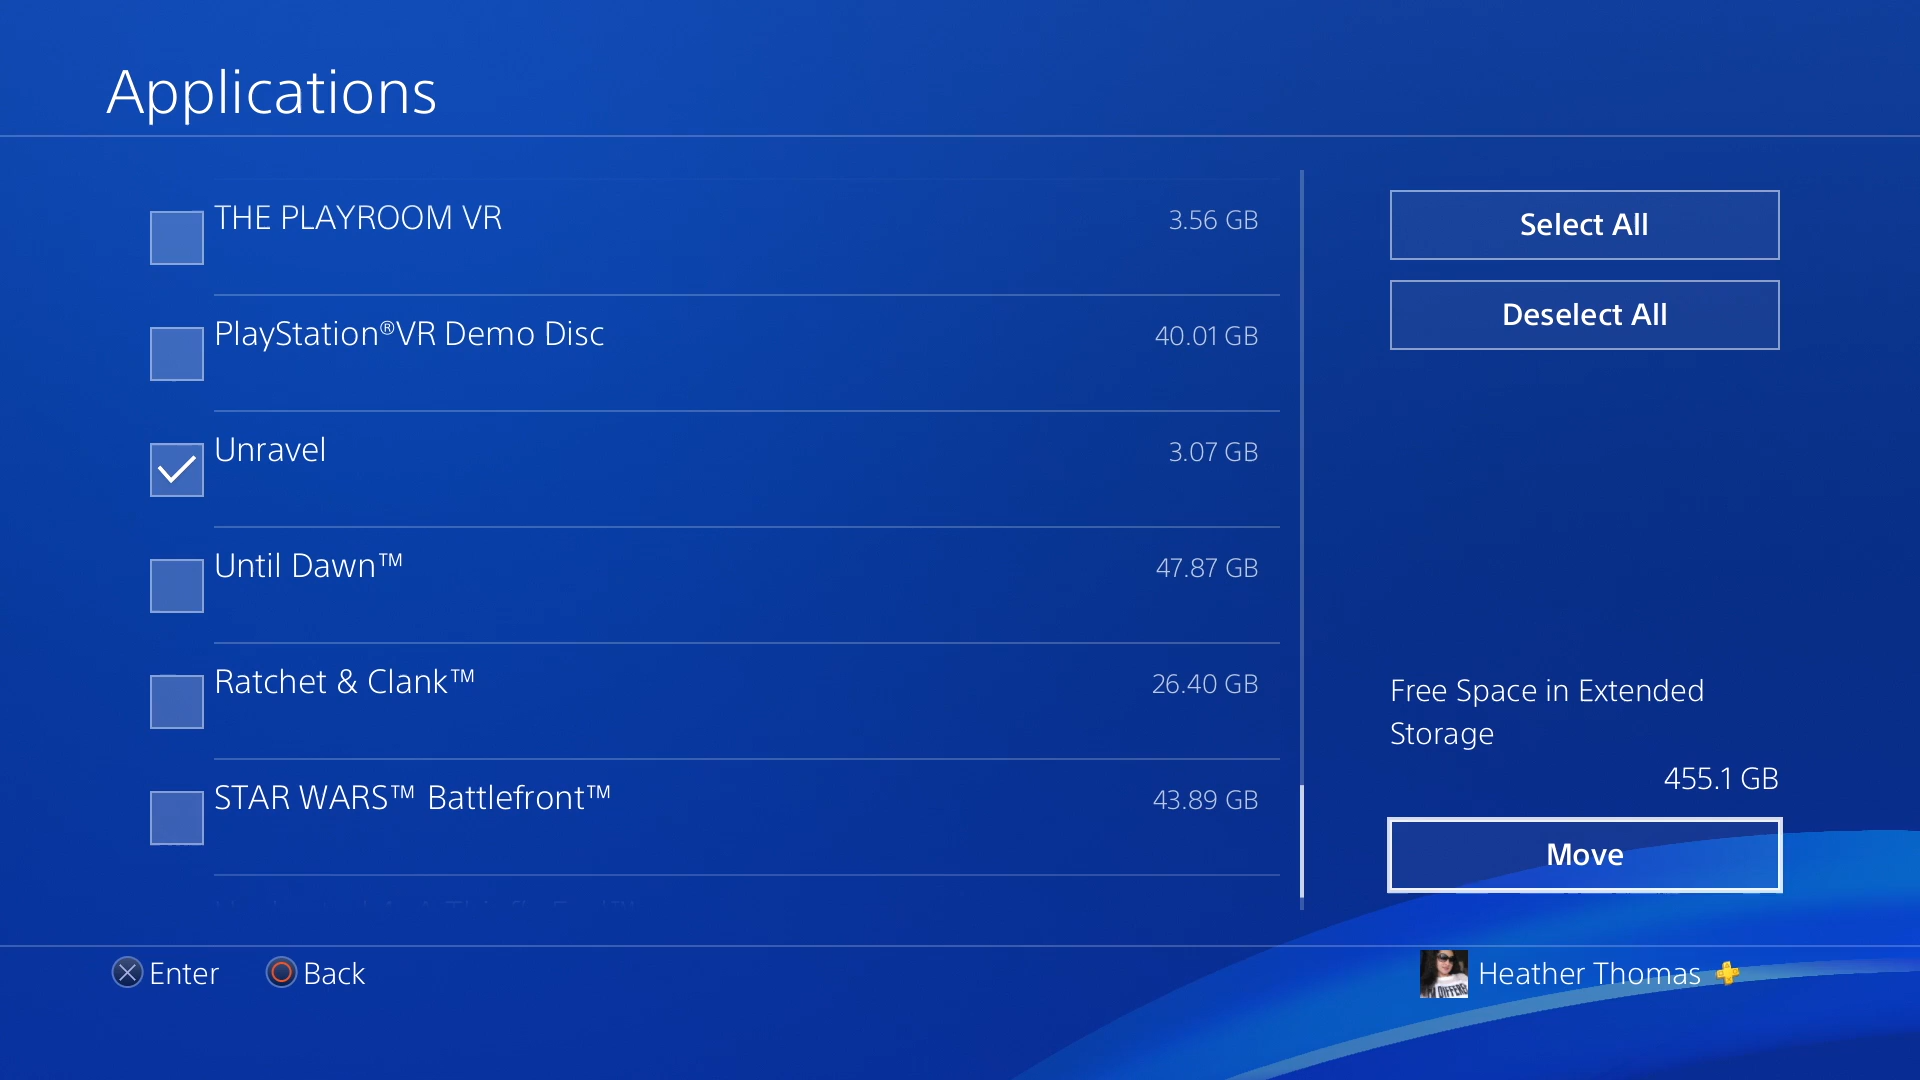 Applications
THE PLAYROOM VR 3.56 GB
PlayStation®VR Demo Disc 40.01 GB
Unravel 3.07 GB
Until Dawn™ 47.87 GB
Ratchet & Clank™ 26.40 GB
STAR WARS™ Battlefront™ 43.89 GB
Select All
Deselect All
Free Space in Extended
Storage
455.1 GB
Move
Enter Back
Heather Thomas